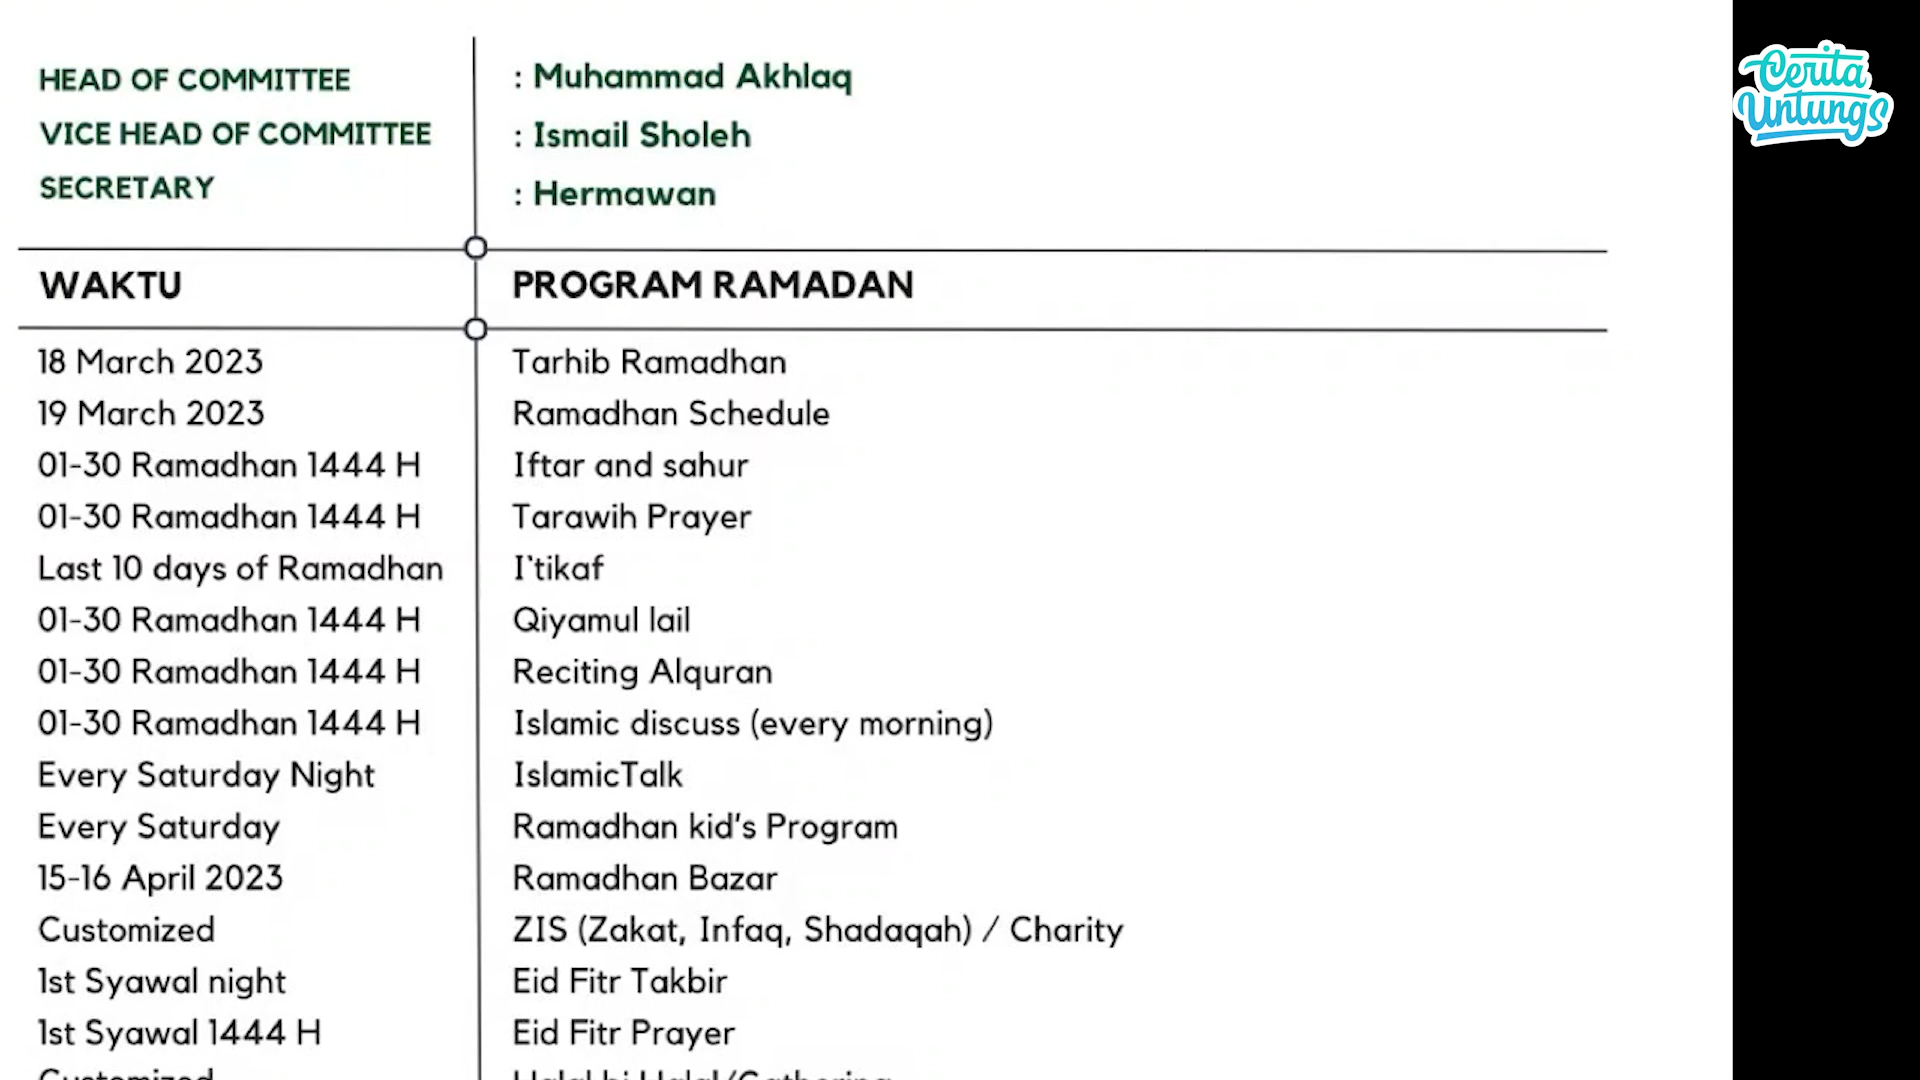 HEAD OF COMMITTEE : Muhammad Akhlaq
VICE HEAD OF COMMITTEE : Ismail Sholeh
SECRETARY : Hermawan
Cerita
Untungs
WAKTU PROGRAM RAMADAN
18 March 2023 Tarhib Ramadhan
19 March 2023 Ramadhan Schedule
01-30 Ramadhan 1444 H Iftar and sahur
01-30 Ramadhan 1444 H Tarawih Prayer
Last 10 days of Ramadhan I`tikaf
01-30 Ramadhan 1444 H Qiyamul lail
01-30 Ramadhan 1444 H Reciting Alquran
01-30 Ramadhan 1444 H Islamic discuss (every morning)
Every Saturday Night IslamicTalk
Every Saturday Ramadhan kid's Program
15-16 April 2023 Ramadhan Bazar
Customized ZIS (Zakat, Infaq, Shadaqah) / Charity
1st Syawal night Eid Fitr Takbir
1st Syawal 1444 H Eid Fitr Prayer
Customized Halal bi Halal/Gathering